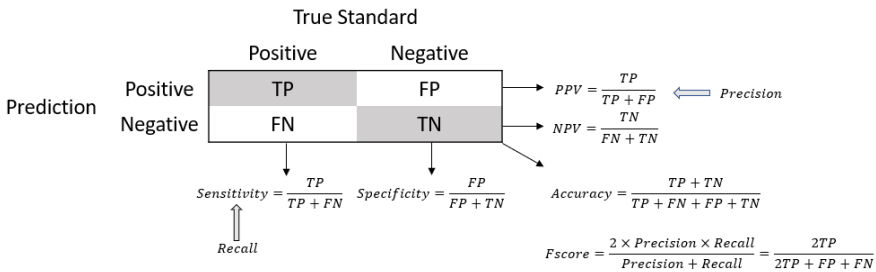 True Standard
Positive Negative
Prediction
Positive TP FP
Negative FN TN
PPV = TP / TP + FP
Precision
NPV = TN / FN + TN
Sensitivity = TP / TP + FN
Specificity = FP / FP + TN
Accuracy = TP + TN / TP + FN + FP + TN
Recall
Fscore = 2 × Precision × Recall / Precision + Recall = 2TP / 2TP + FP + FN